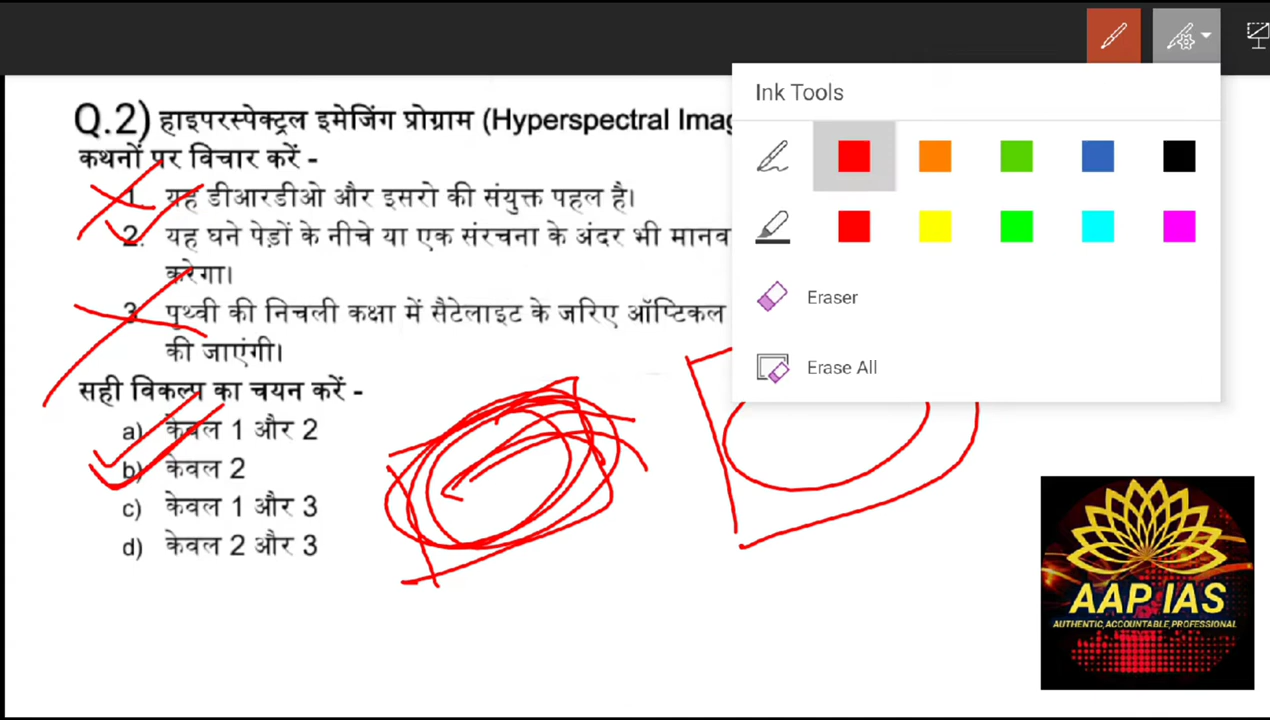 Ink Tools
Q.2) हाइपरस्पेक्ट्रल इमेजिंग प्रोग्राम (Hyperspectral Imag
कथनों पर विचार करें -
1. यह डीआरडीओ और इसरो की संयुक्त पहल है।
2. यह घने पेड़ों के नीचे या एक संरचना के अंदर भी मानव
करेगा।
Eraser
3. पृथ्वी की निचली कक्षा में सैटेलाइट के जरिए ऑप्टिकल
की जाएंगी।
Erase All
सही विकल्प का चयन करें -
a) केवल 1 और 2
b) केवल 2
c) केवल 1 और 3
d) केवल 2 और 3
AAP IAS
AUTHENTIC,ACCOUNTABLE,PROFESSIONAL